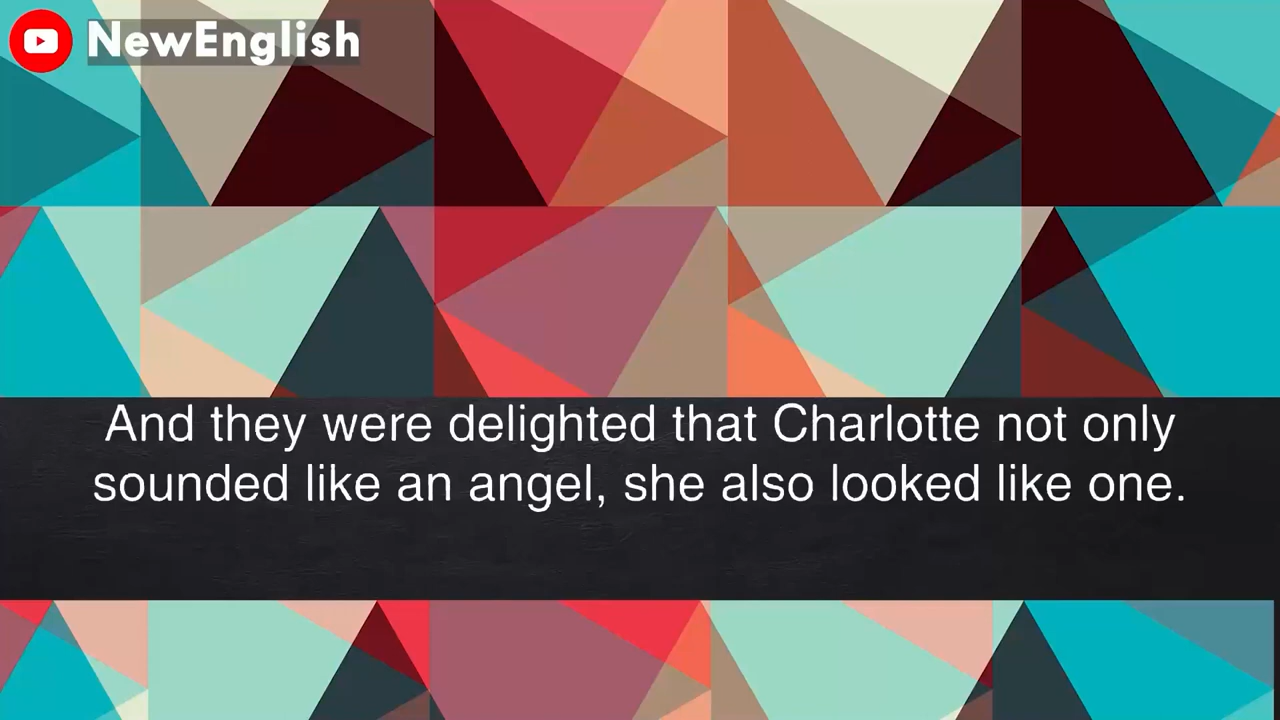 NewEnglish
And they were delighted that Charlotte not only
sounded like an angel, she also looked like one.